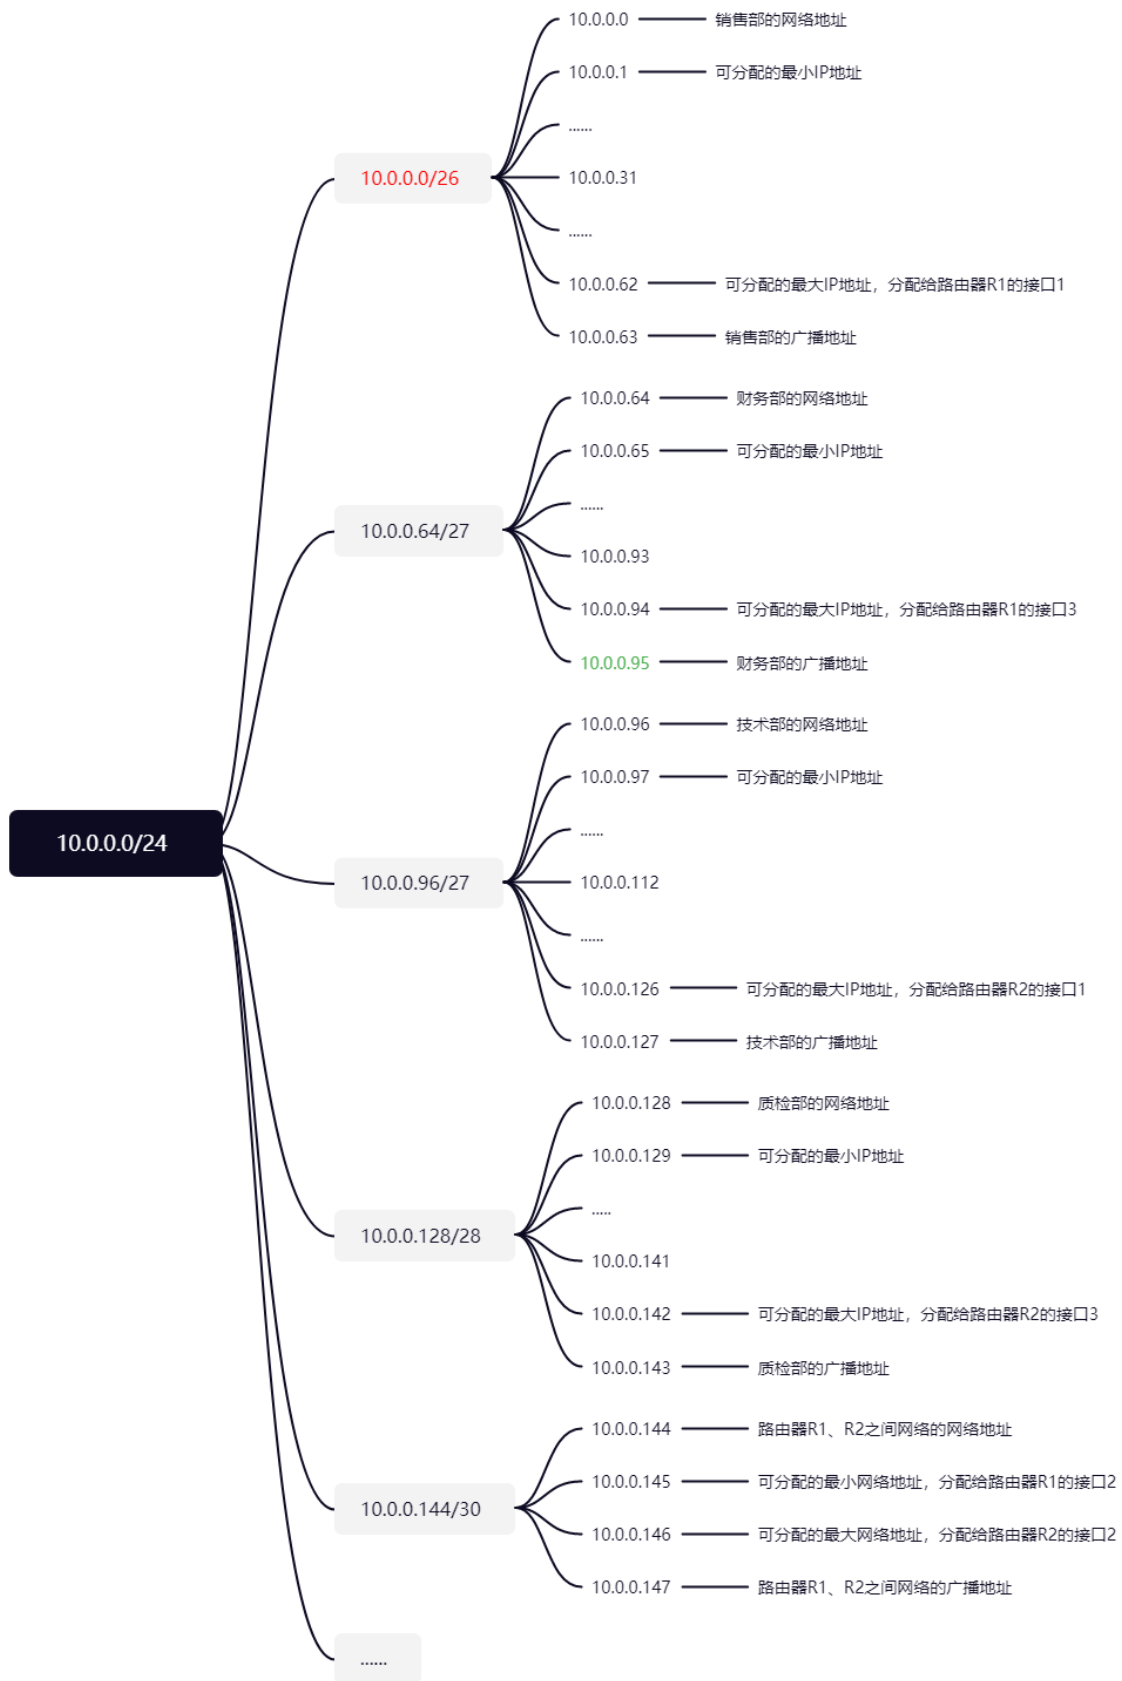 10.0.0.0/24
10.0.0.0/26
10.0.0.0 销售部的网络地址
10.0.0.1 可分配的最小IP地址
......
10.0.0.31
......
10.0.0.62 可分配的最大IP地址，分配给路由器R1的接口1
10.0.0.63 销售部的广播地址
10.0.0.64/27
10.0.0.64 财务部的网络地址
10.0.0.65 可分配的最小IP地址
......
10.0.0.93
10.0.0.94 可分配的最大IP地址，分配给路由器R1的接口3
10.0.0.95 财务部的广播地址
10.0.0.96/27
10.0.0.96 技术部的网络地址
10.0.0.97 可分配的最小IP地址
......
10.0.0.112
......
10.0.0.126 可分配的最大IP地址，分配给路由器R2的接口1
10.0.0.127 技术部的广播地址
10.0.0.128/28
10.0.0.128 质检部的网络地址
10.0.0.129 可分配的最小IP地址
.....
10.0.0.141
10.0.0.142 可分配的最大IP地址，分配给路由器R2的接口3
10.0.0.143 质检部的广播地址
10.0.0.144/30
10.0.0.144 路由器R1、R2之间网络的网络地址
10.0.0.145 可分配的最小网络地址，分配给路由器R1的接口2
10.0.0.146 可分配的最大网络地址，分配给路由器R2的接口2
10.0.0.147 路由器R1、R2之间网络的广播地址
......